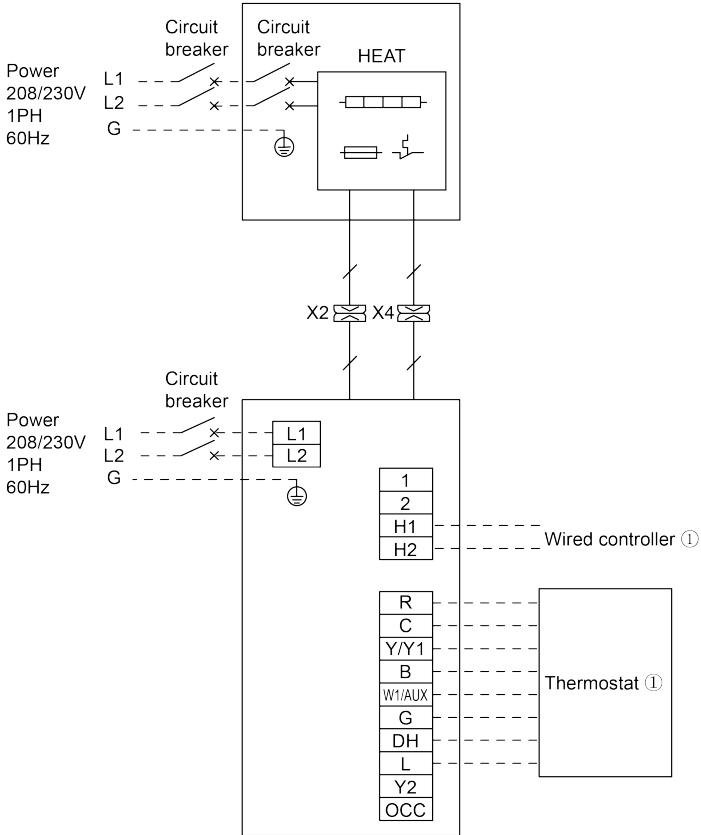 Circuit
breaker
Circuit
breaker
HEAT
Power
208/230V
1PH
60Hz
L1
L2
G
X2
X4
Circuit
breaker
Power
208/230V
1PH
60Hz
L1
L2
G
L1
L2
1
2
H1
H2
Wired controller ①
R
C
Y/Y1
B
W1/AUX
G
DH
L
Y2
OCC
Thermostat ①